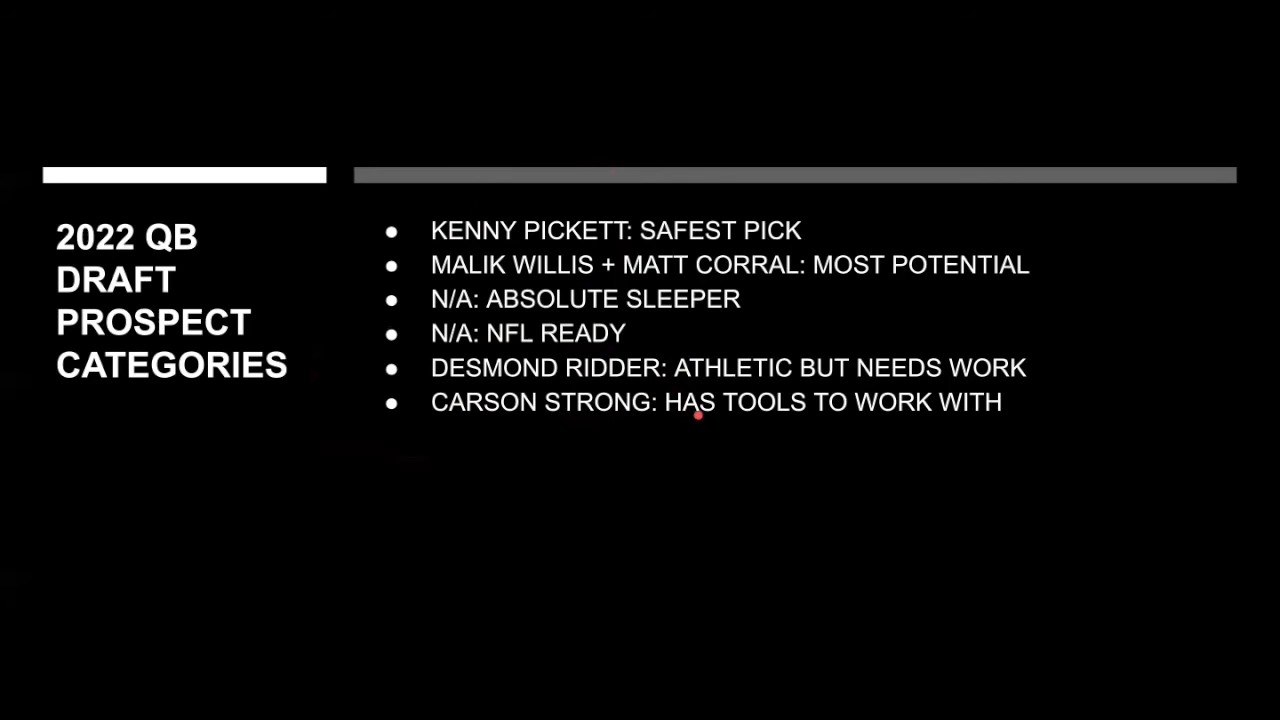 2022 QB
DRAFT
PROSPECT
CATEGORIES
● KENNY PICKETT: SAFEST PICK
● MALIK WILLIS + MATT CORRAL: MOST POTENTIAL
● N/A: ABSOLUTE SLEEPER
● N/A: NFL READY
● DESMOND RIDDER: ATHLETIC BUT NEEDS WORK
● CARSON STRONG: HAS TOOLS TO WORK WITH